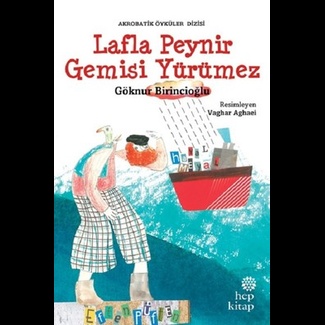 AKROBATİK ÖYKÜLER DİZİSİ
Lafla Peynir
Gemisi Yürümez
Göknur Birincioğlu
Resimleyen
Vaghar Aghaei
hep
kitap